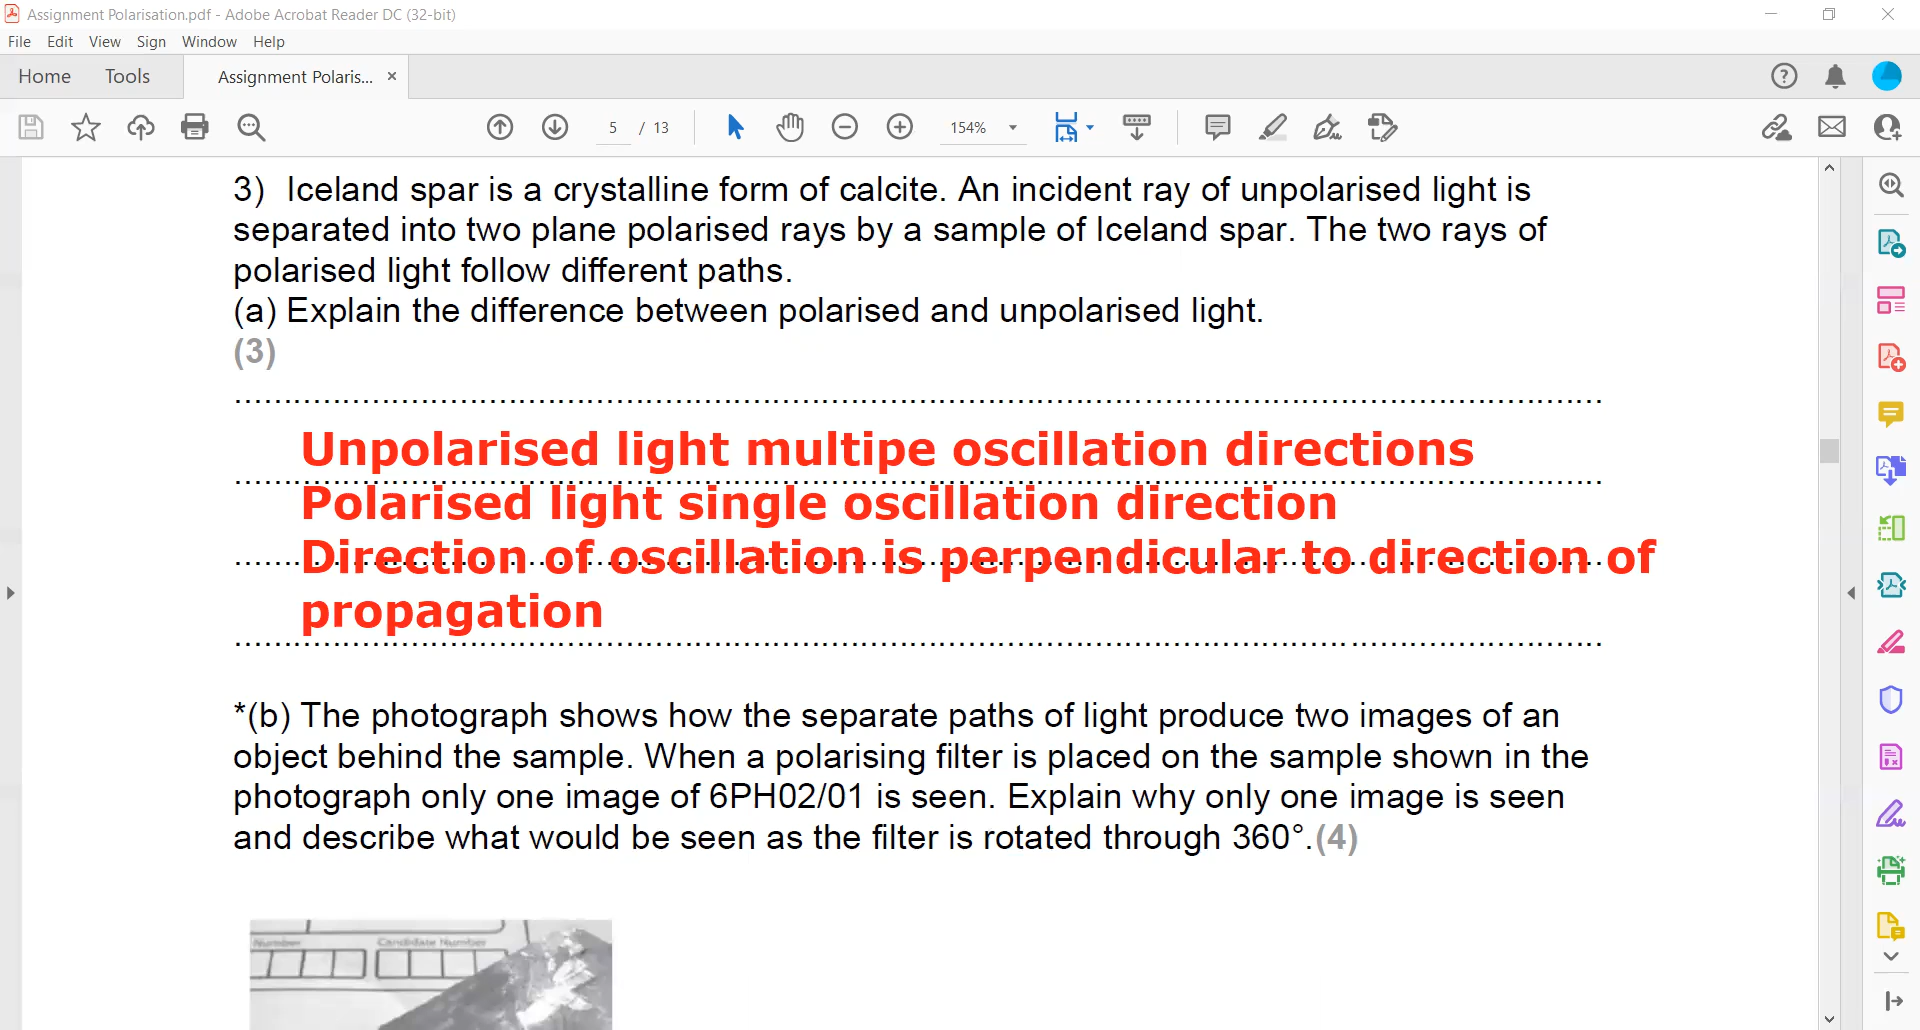 Assignment Polarisation.pdf - Adobe Acrobat Reader DC (32-bit)
File Edit View Sign Window Help
Home Tools Assignment Polaris... ×
5 / 13 154%
3) Iceland spar is a crystalline form of calcite. An incident ray of unpolarised light is
separated into two plane polarised rays by a sample of Iceland spar. The two rays of
polarised light follow different paths.
(a) Explain the difference between polarised and unpolarised light.
(3)
Unpolarised light multipe oscillation directions
Polarised light single oscillation direction
Direction of oscillation is perpendicular to direction of
propagation
*(b) The photograph shows how the separate paths of light produce two images of an
object behind the sample. When a polarising filter is placed on the sample shown in the
photograph only one image of 6PH02/01 is seen. Explain why only one image is seen
and describe what would be seen as the filter is rotated through 360°.(4)
Number Candidate Number